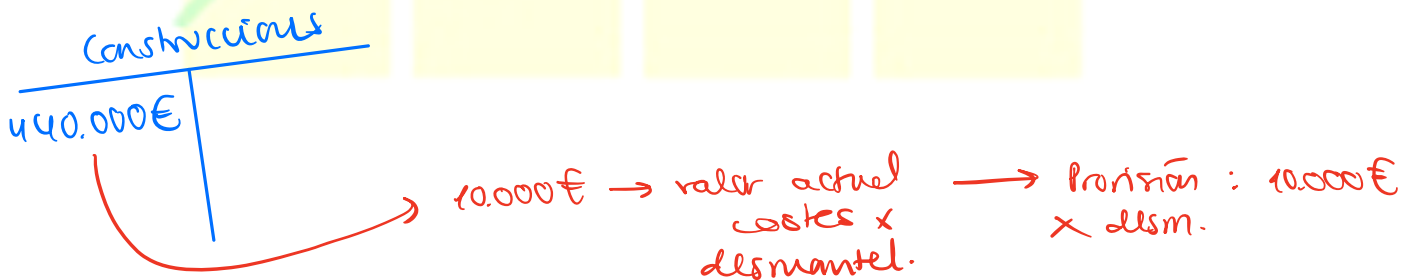 Construcciones
440.000€
10.000€ → valor actual
costes x
desmantel.
→ Provisión : 10.000€
x desm.